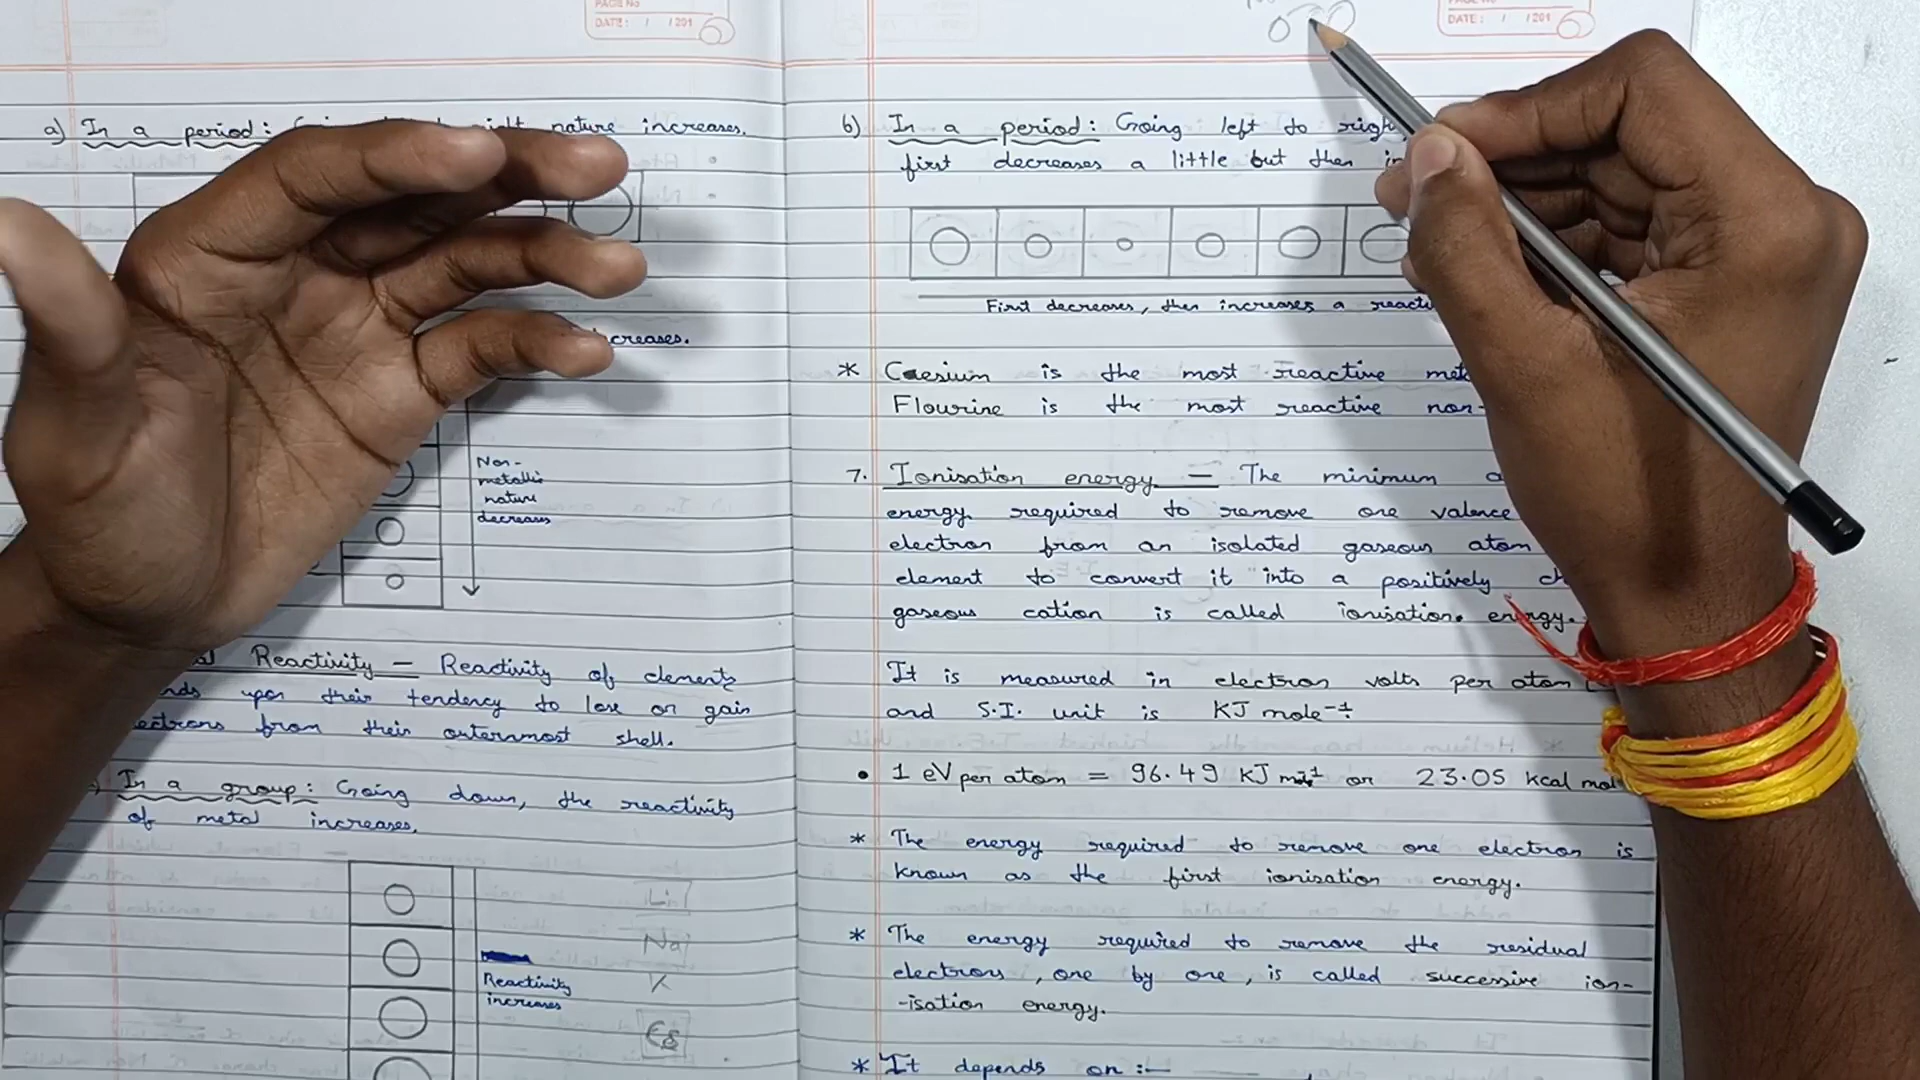 PAGE No
DATE: / / 201
a) In a period: nature increases.
creases.
Non-
metallic
nature
decreases
Reactivity - Reactivity of elements
upon their tendency to lose or gain
electrons from their outermost shell.
In a group: Going down, the reactivity
of metal increases.
Li
Na
K
Cs
Reactivity
increases
DATE: / / 201
b) In a period: Going left to
first decreases a little but then
First decreases, then increases a
* Caesium is the most reactive
Flourine is the most reactive non-
7. Ionisation energy - The minimum
energy required to remove one valence
electron from an isolated gaseous atom
element to convert it into a positively
gaseous cation is called ionisation energy.
It is measured in electron volts per atom
and S.I. unit is KJ mole⁻¹.
• 1 eV per atom = 96.49 KJ or 23.05 kcal
* The energy required to remove one electron is
known as the first ionisation energy.
* The energy required to remove the residual
electrons, one by one, is called successive ion-
-isation energy.
* It depends on :-